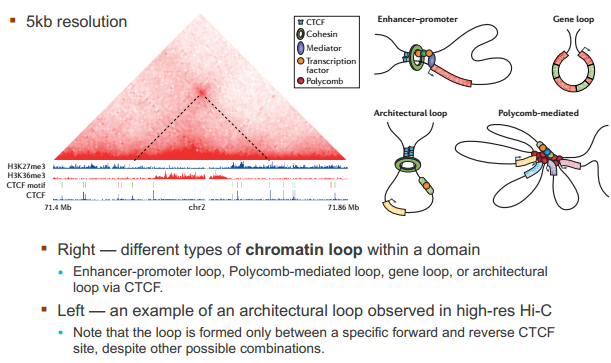 5kb resolution
CTCF
Cohesin
Mediator
Transcription
factor
Polycomb
Enhancer–promoter
Gene loop
Architectural loop
Polycomb-mediated
H3K27me3
H3K36me3
CTCF motif
CTCF
71.4 Mb
chr2
71.86 Mb
Right — different types of chromatin loop within a domain
Enhancer-promoter loop, Polycomb-mediated loop, gene loop, or architectural
loop via CTCF.
Left — an example of an architectural loop observed in high-res Hi-C
Note that the loop is formed only between a specific forward and reverse CTCF
site, despite other possible combinations.